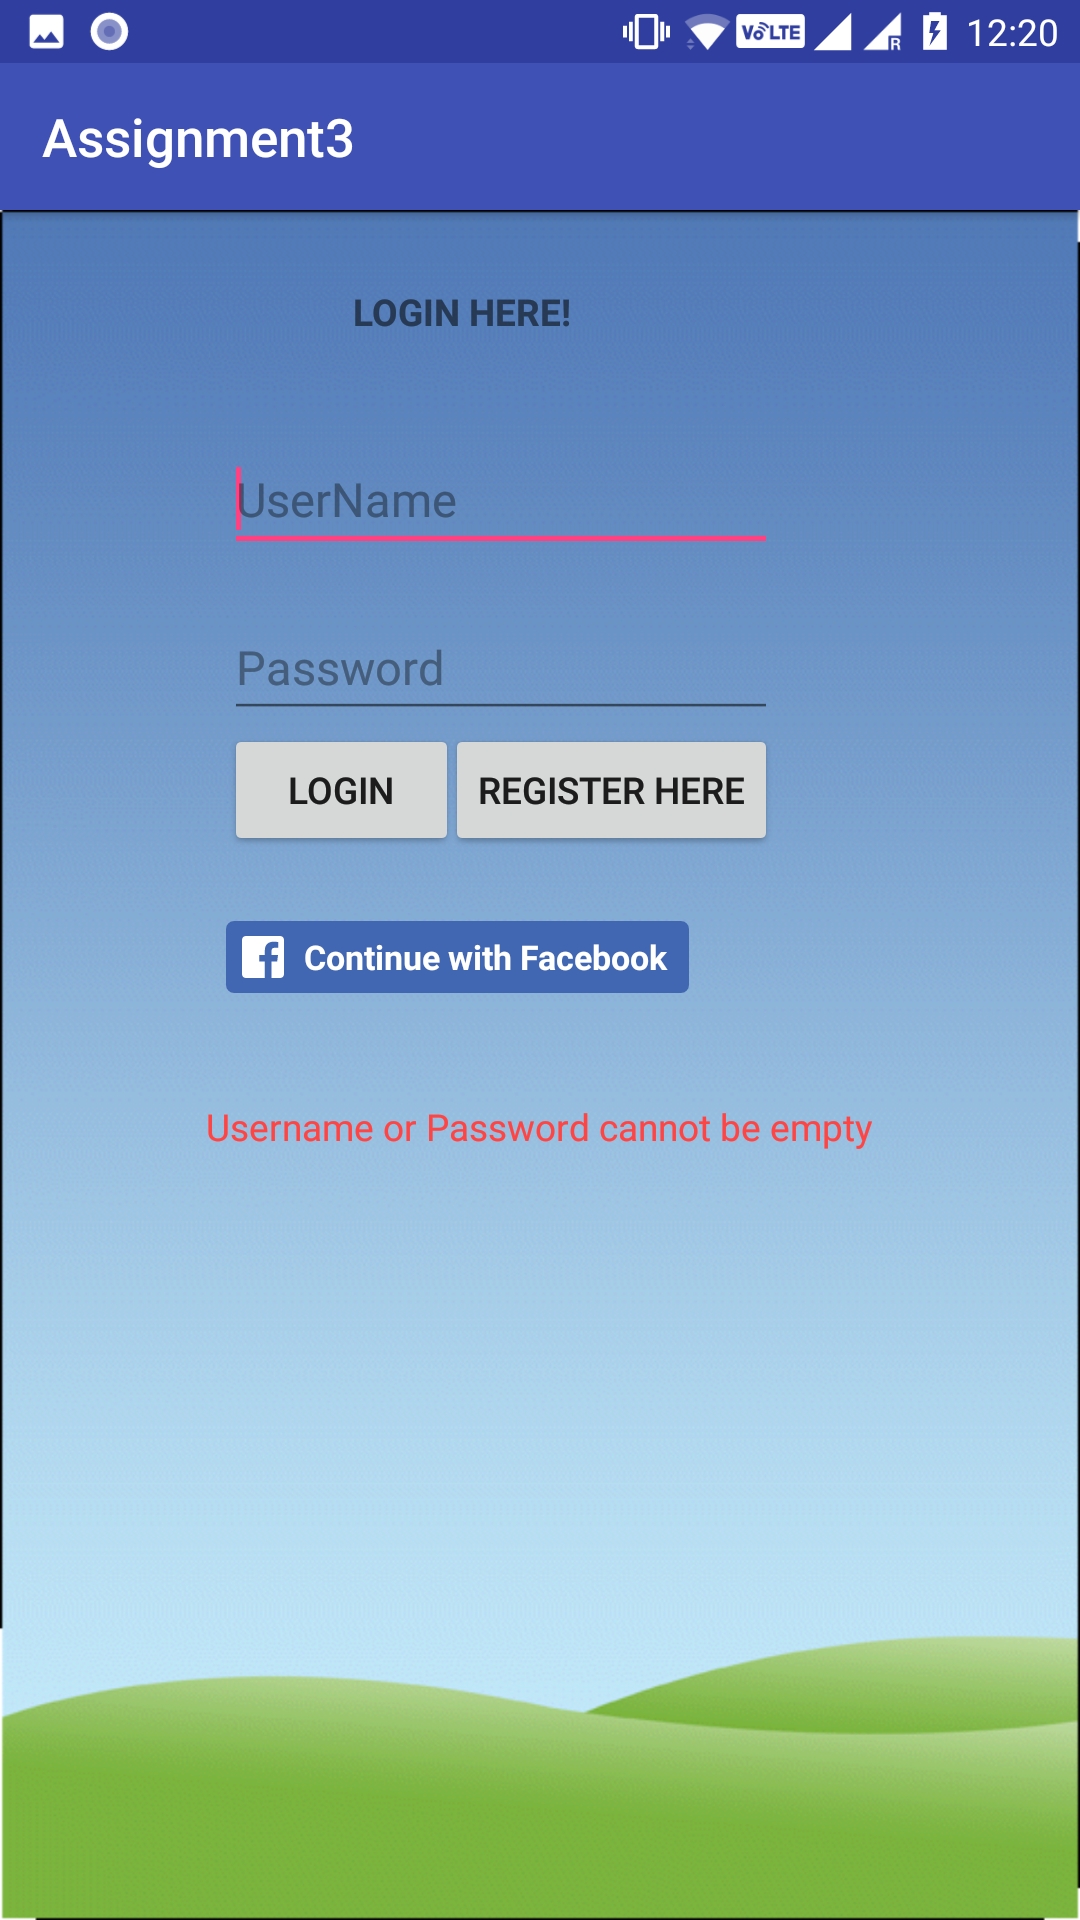 VoLTE R 12:20
Assignment3
LOGIN HERE!
UserName
Password
LOGIN REGISTER HERE
Continue with Facebook
Username or Password cannot be empty